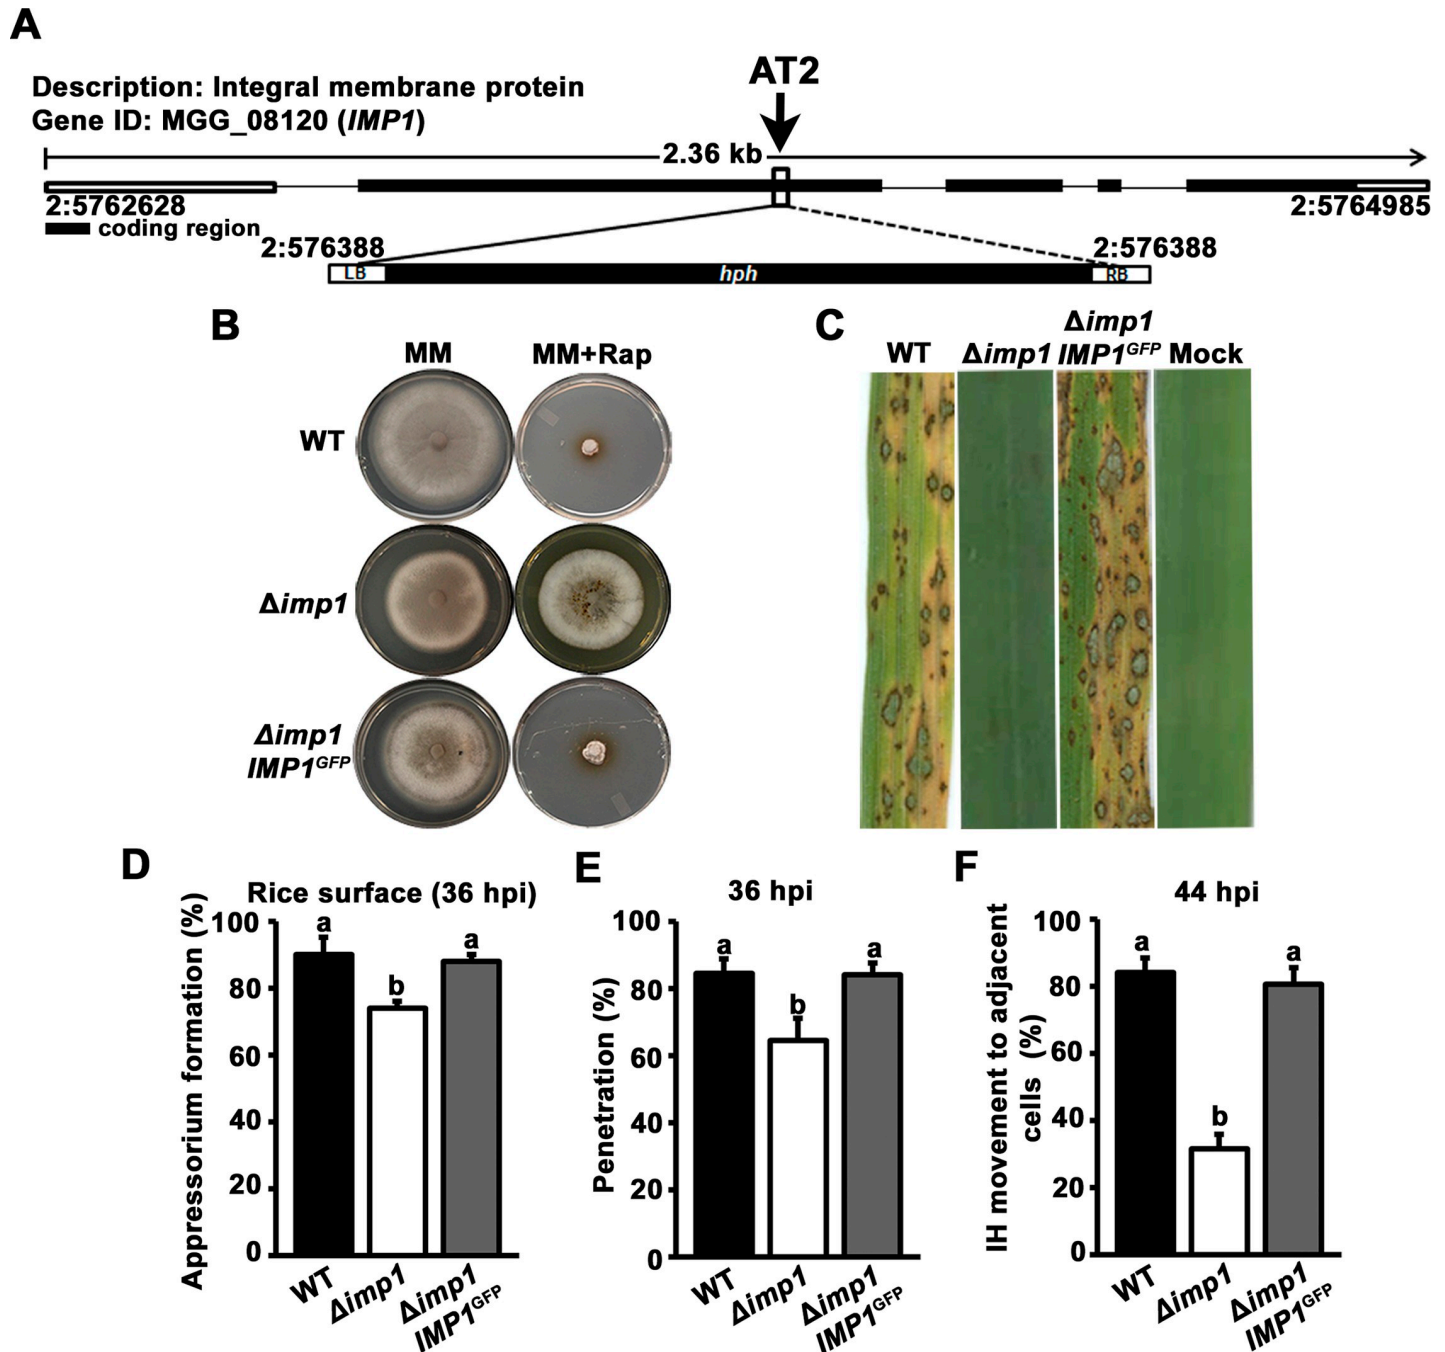 A
AT2
Description: Integral membrane protein
Gene ID: MGG_08120 (IMP1)
2.36 kb
2:5762628
2:5764985
coding region
2:576388
2:576388
LB
hph
RB
B
MM
MM+Rap
WT
Δimp1
Δimp1
IMP1GFP
C
WT
Δimp1
Δimp1
IMP1GFP
Mock
D
Rice surface (36 hpi)
Appressorium formation (%)
100
80
60
40
20
0
a
b
a
WT
Δimp1
Δimp1
IMP1GFP
E
36 hpi
Penetration (%)
100
80
60
40
20
0
a
b
a
WT
Δimp1
Δimp1
IMP1GFP
F
44 hpi
IH movement to adjacent
cells (%)
100
80
60
40
20
0
a
b
a
WT
Δimp1
Δimp1
IMP1GFP